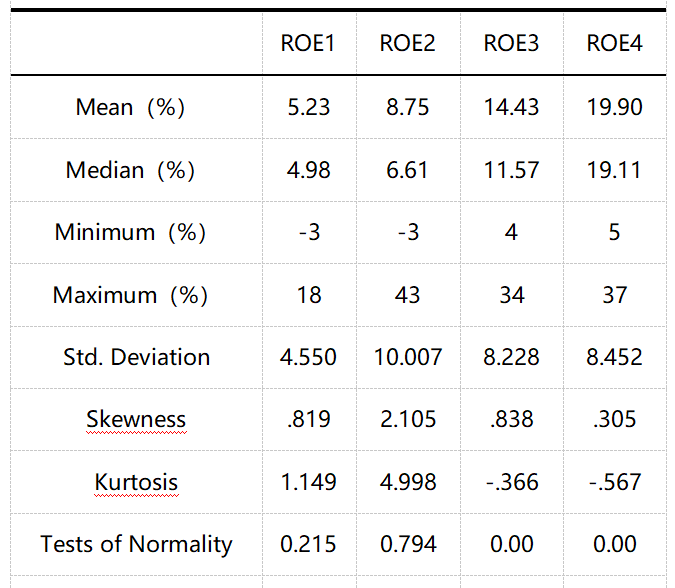 ROE1 ROE2 ROE3 ROE4
Mean（%） 5.23 8.75 14.43 19.90
Median（%） 4.98 6.61 11.57 19.11
Minimum（%） -3 -3 4 5
Maximum（%） 18 43 34 37
Std. Deviation 4.550 10.007 8.228 8.452
Skewness .819 2.105 .838 .305
Kurtosis 1.149 4.998 -.366 -.567
Tests of Normality 0.215 0.794 0.00 0.00